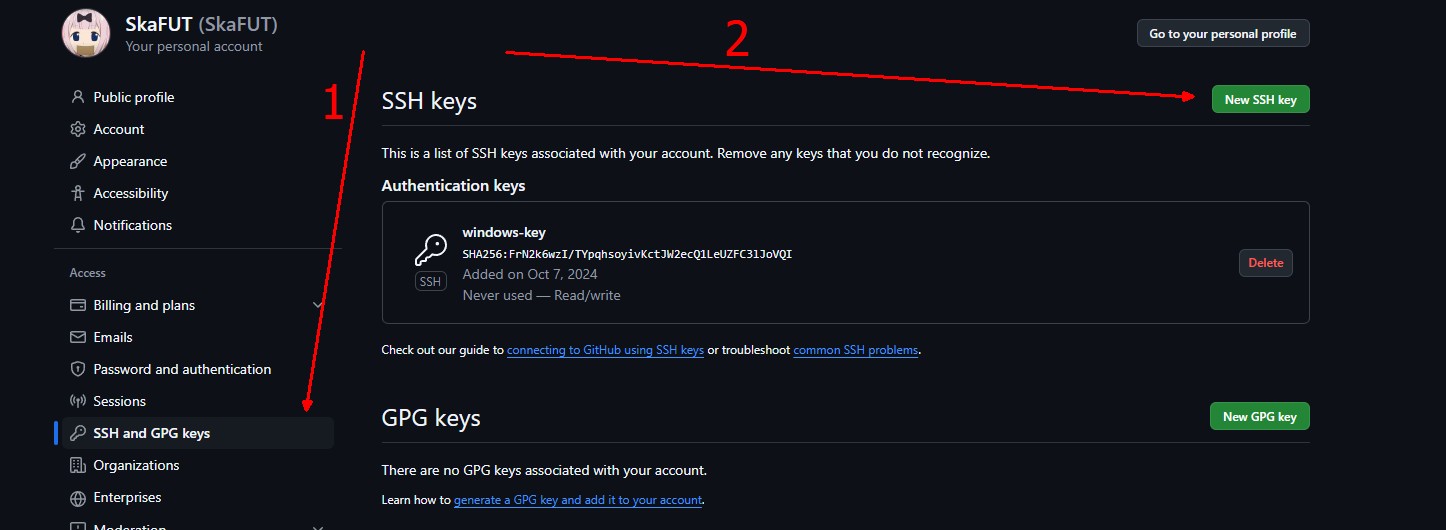 SkaFUT (SkaFUT)
Your personal account
Go to your personal profile
1
2
Public profile
Account
Appearance
Accessibility
Notifications
Access
Billing and plans
Emails
Password and authentication
Sessions
SSH and GPG keys
Organizations
Enterprises
Moderation
SSH keys
New SSH key
This is a list of SSH keys associated with your account. Remove any keys that you do not recognize.
Authentication keys
windows-key
SHA256:FrN2k6wzI/TYpqhsoyivKctJW2ecQ1LeUZFC31JoVQI
Added on Oct 7, 2024
Never used — Read/write
SSH
Delete
Check out our guide to connecting to GitHub using SSH keys or troubleshoot common SSH problems.
GPG keys
New GPG key
There are no GPG keys associated with your account.
Learn how to generate a GPG key and add it to your account.